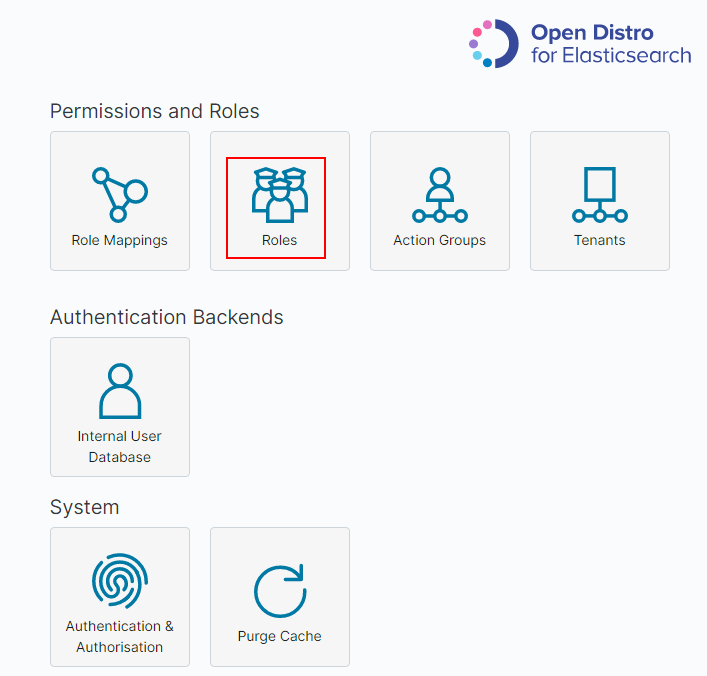 Open Distro
for Elasticsearch
Permissions and Roles
Role Mappings
Roles
Action Groups
Tenants
Authentication Backends
Internal User
Database
System
Authentication &
Authorisation
Purge Cache